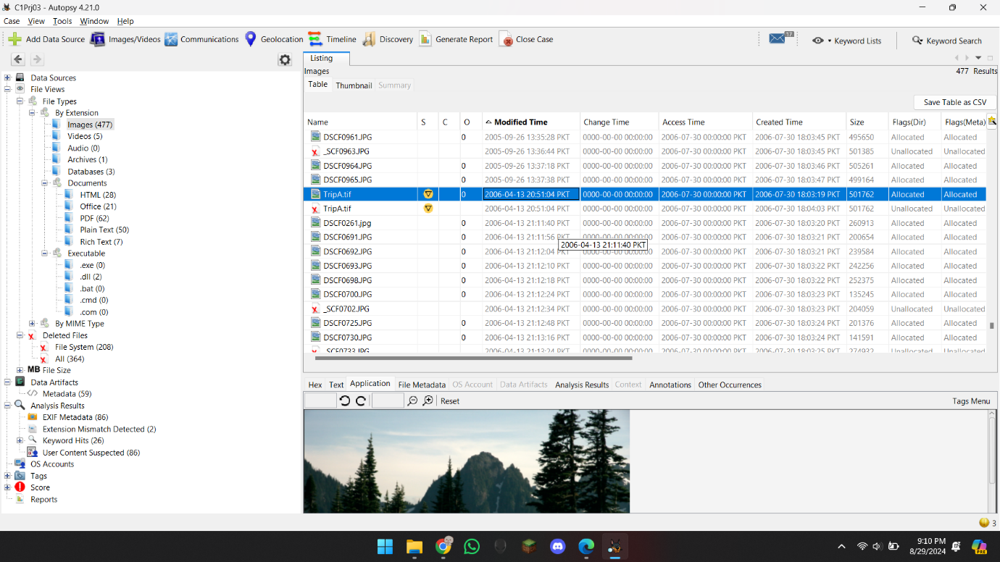 C1Prj03 - Autopsy 4.21.0
Case View Tools Window Help
Add Data Source Images/Videos Communications Geolocation Timeline Discovery Generate Report Close Case 12 Keyword Lists Keyword Search
Data Sources
File Views
File Types
By Extension
Images (477)
Videos (5)
Audio (0)
Archives (1)
Databases (3)
Documents
HTML (28)
Office (21)
PDF (62)
Plain Text (50)
Rich Text (7)
Executable
.exe (0)
.dll (2)
.bat (0)
.cmd (0)
.com (0)
By MIME Type
Deleted Files
File System (208)
All (364)
MB File Size
Data Artifacts
Metadata (59)
Analysis Results
EXIF Metadata (86)
Extension Mismatch Detected (2)
Keyword Hits (26)
User Content Suspected (86)
OS Accounts
Tags
Score
Reports
Listing
Images
477 Results
Table Thumbnail Summary
Save Table as CSV
Name S C O Modified Time Change Time Access Time Created Time Size Flags(Dir) Flags(Meta)
DSCF0961.JPG 0 2005-09-26 13:35:28 PKT 0000-00-00 00:00:00 2006-07-30 00:00:00 PKT 2006-07-30 18:03:45 PKT 495650 Allocated Allocated
_SCF0963.JPG 2005-09-26 13:36:44 PKT 0000-00-00 00:00:00 2006-07-30 00:00:00 PKT 2006-07-30 18:03:45 PKT 501385 Unallocated Unallocated
DSCF0964.JPG 0 2005-09-26 13:37:18 PKT 0000-00-00 00:00:00 2006-07-30 00:00:00 PKT 2006-07-30 18:03:46 PKT 505261 Allocated Allocated
DSCF0965.JPG 0 2005-09-26 13:37:38 PKT 0000-00-00 00:00:00 2006-07-30 00:00:00 PKT 2006-07-30 18:03:47 PKT 499164 Allocated Allocated
TripA.tif 0 2006-04-13 20:51:04 PKT 0000-00-00 00:00:00 2006-07-30 00:00:00 PKT 2006-07-30 18:03:19 PKT 501762 Allocated Allocated
TripA.tif 2006-04-13 20:51:04 PKT 0000-00-00 00:00:00 2006-07-30 00:00:00 PKT 2006-07-30 18:04:03 PKT 501762 Unallocated Unallocated
DSCF0261.jpg 0 2006-04-13 21:11:40 PKT 0000-00-00 00:00:00 2006-07-30 00:00:00 PKT 2006-07-30 18:03:20 PKT 260913 Allocated Allocated
DSCF0691.JPG 0 2006-04-13 21:11:56 PKT 0000-00-00 00:00:00 2006-07-30 00:00:00 PKT 2006-07-30 18:03:21 PKT 200654 Allocated Allocated
2006-04-13 21:11:40 PKT
DSCF0692.JPG 0 2006-04-13 21:12:04 PKT 0000-00-00 00:00:00 2006-07-30 00:00:00 PKT 2006-07-30 18:03:21 PKT 239584 Allocated Allocated
DSCF0693.JPG 0 2006-04-13 21:12:10 PKT 0000-00-00 00:00:00 2006-07-30 00:00:00 PKT 2006-07-30 18:03:22 PKT 242256 Allocated Allocated
DSCF0698.JPG 0 2006-04-13 21:12:18 PKT 0000-00-00 00:00:00 2006-07-30 00:00:00 PKT 2006-07-30 18:03:22 PKT 252375 Allocated Allocated
DSCF0700.JPG 0 2006-04-13 21:12:24 PKT 0000-00-00 00:00:00 2006-07-30 00:00:00 PKT 2006-07-30 18:03:23 PKT 135245 Allocated Allocated
_SCF0702.JPG 2006-04-13 21:12:34 PKT 0000-00-00 00:00:00 2006-07-30 00:00:00 PKT 2006-07-30 18:03:23 PKT 204059 Unallocated Unallocated
DSCF0725.JPG 0 2006-04-13 21:12:48 PKT 0000-00-00 00:00:00 2006-07-30 00:00:00 PKT 2006-07-30 18:03:24 PKT 201376 Allocated Allocated
DSCF0730.JPG 0 2006-04-13 21:13:16 PKT 0000-00-00 00:00:00 2006-07-30 00:00:00 PKT 2006-07-30 18:03:24 PKT 141591 Allocated Allocated
_SCF0733.JPG 2006-04-13 21:13:24 PKT 0000-00-00 00:00:00 2006-07-30 00:00:00 PKT 2006-07-30 18:03:25 PKT 274932 Unallocated Unallocated
Hex Text Application File Metadata OS Account Data Artifacts Analysis Results Context Annotations Other Occurrences
Reset Tags Menu
3
9:10 PM
8/29/2024
PRE